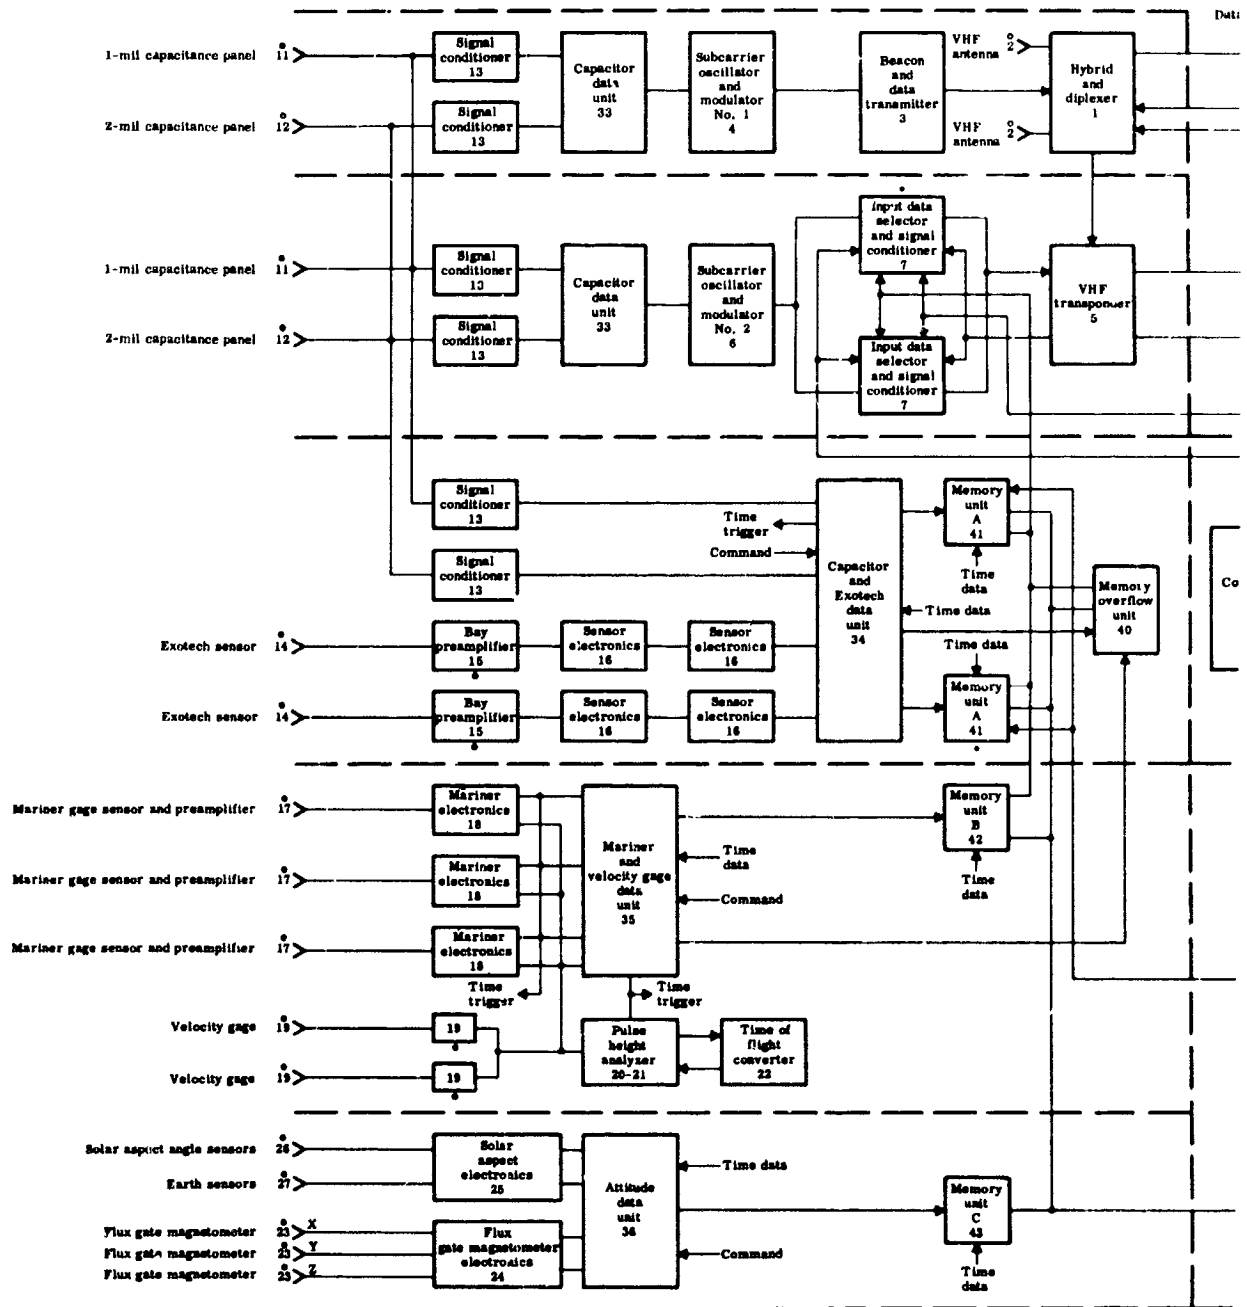 1-mil capacitance panel
11
Signal
conditioner
13
2-mil capacitance panel
12
Signal
conditioner
13
Capacitor
data
unit
33
Subcarrier
oscillator
and
modulator
No. 1
4
Beacon
and
data
transmitter
3
VHF
antenna
2
VHF
antenna
2
Hybrid
and
diplexer
1
1-mil capacitance panel
11
Signal
conditioner
13
2-mil capacitance panel
12
Signal
conditioner
13
Capacitor
data
unit
33
Subcarrier
oscillator
and
modulator
No. 2
6
Input data
selector
and signal
conditioner
7
Input data
selector
and signal
conditioner
7
VHF
transponder
5
Signal
conditioner
13
Signal
conditioner
13
Time
trigger
Command
Capacitor
and
Exotech
data
unit
34
Time data
Memory
unit
A
41
Time
data
Memory
overflow
unit
40
Co
Exotech sensor
14
Bay
preamplifier
15
Sensor
electronics
16
Sensor
electronics
16
Exotech sensor
14
Bay
preamplifier
15
Sensor
electronics
16
Sensor
electronics
16
Time data
Memory
unit
A
41
Mariner gage sensor and preamplifier
17
Mariner
electronics
18
Mariner gage sensor and preamplifier
17
Mariner
electronics
18
Mariner gage sensor and preamplifier
17
Mariner
electronics
18
Time
trigger
Mariner
and
velocity gage
data
unit
35
Time
data
Command
Memory
unit
B
42
Time
data
Time
trigger
Velocity gage
19
19
Velocity gage
19
19
Pulse
height
analyzer
20-21
Time of
flight
converter
22
Solar aspect angle sensors
26
Earth sensors
27
Solar
aspect
electronics
25
Flux gate magnetometer
23 X
Flux gate magnetometer
23 Y
Flux gate magnetometer
23 Z
Flux
gate magnetometer
electronics
24
Attitude
data
unit
36
Time data
Command
Memory
unit
C
43
Time
data